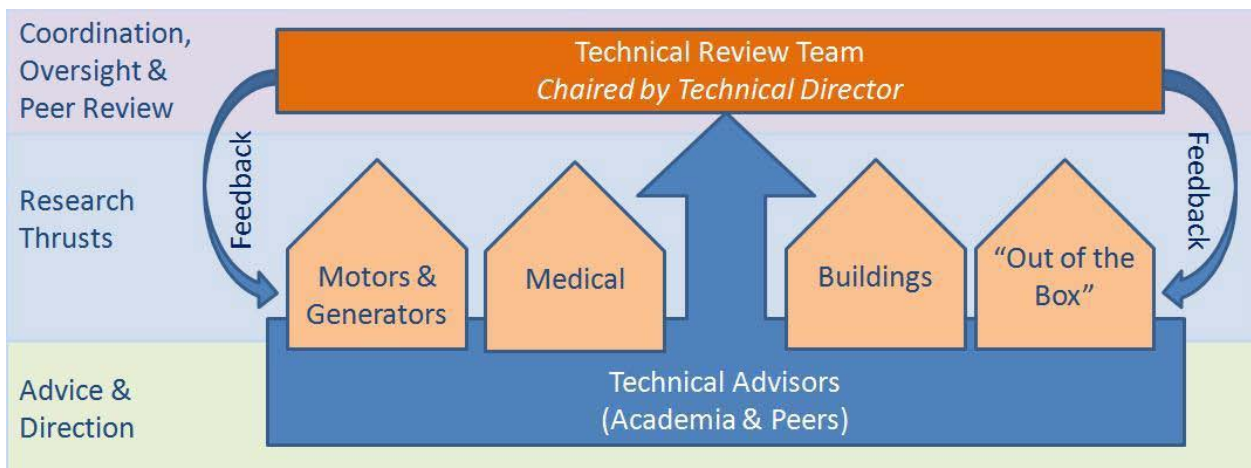 Coordination,
Oversight &
Peer Review
Technical Review Team
Chaired by Technical Director
Feedback
Feedback
Research
Thrusts
Motors &
Generators
Medical
Buildings
“Out of the
Box”
Advice &
Direction
Technical Advisors
(Academia & Peers)